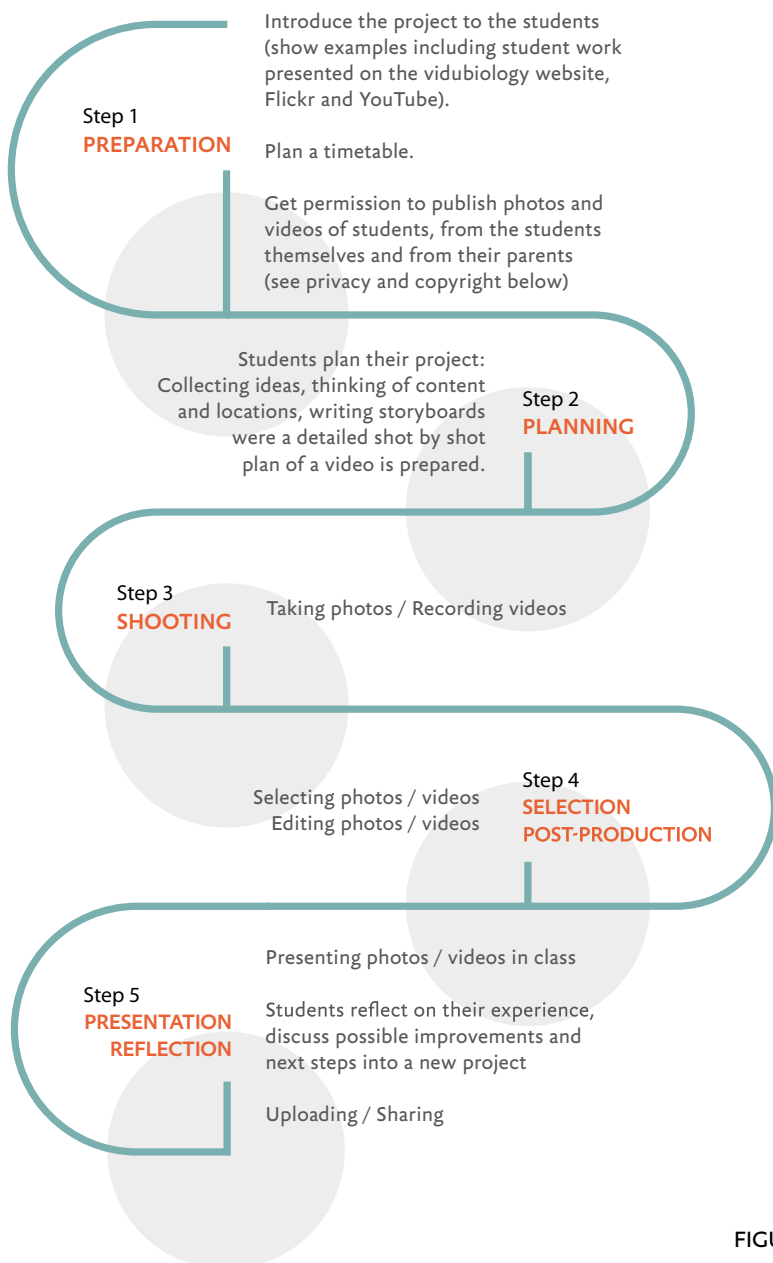 Introduce the project to the students
(show examples including student work
presented on the vidubiology website,
Flickr and YouTube).
Step 1
PREPARATION
Plan a timetable.
Get permission to publish photos and
videos of students, from the students
themselves and from their parents
(see privacy and copyright below)
Students plan their project:
Collecting ideas, thinking of content
and locations, writing storyboards
were a detailed shot by shot
plan of a video is prepared.
Step 2
PLANNING
Step 3
SHOOTING
Taking photos / Recording videos
Selecting photos / videos
Editing photos / videos
Step 4
SELECTION
POST-PRODUCTION
Presenting photos / videos in class
Step 5
PRESENTATION
REFLECTION
Students reflect on their experience,
discuss possible improvements and
next steps into a new project
Uploading / Sharing